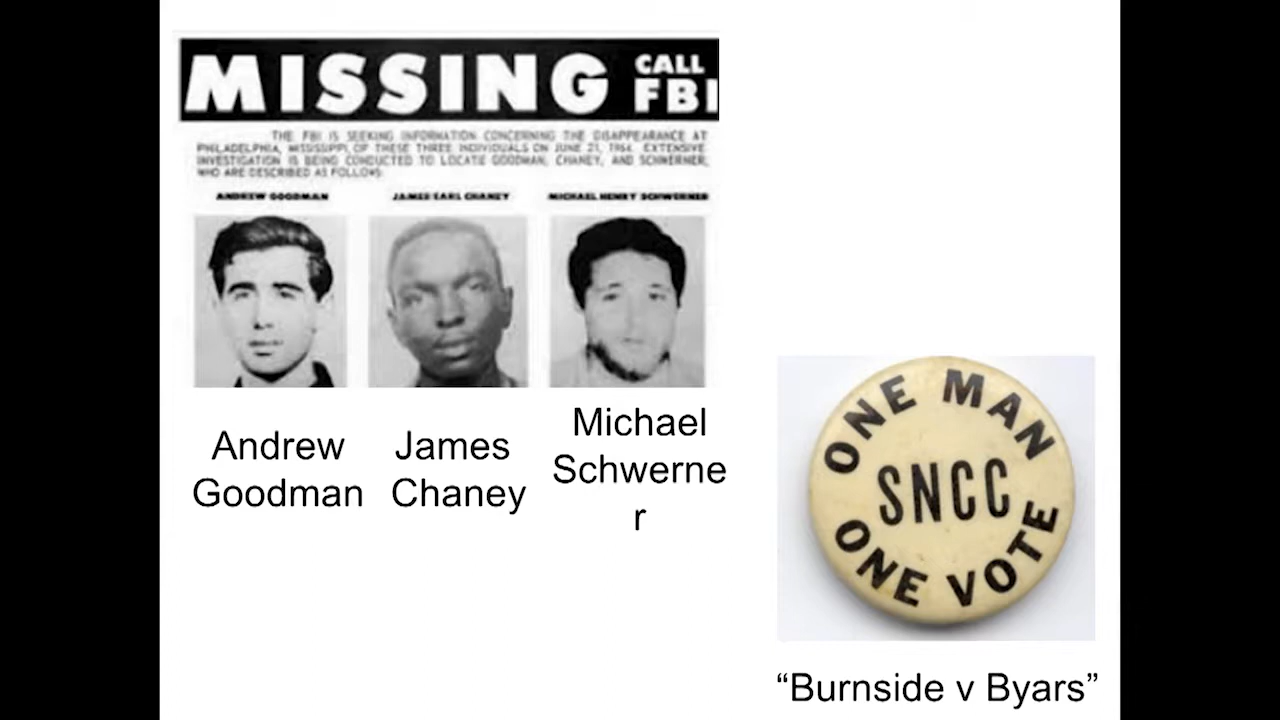 MISSING CALL FBI
THE FBI IS SEEKING INFORMATION CONCERNING THE DISAPPEARANCE AT
PHILADELPHIA, MISSISSIPPI, OF THESE THREE INDIVIDUALS ON JUNE 21, 1964. EXTENSIVE
INVESTIGATION IS BEING CONDUCTED TO LOCATE GOODMAN, CHANEY, AND SCHWERNER,
WHO ARE DESCRIBED AS FOLLOWS:
ANDREW GOODMAN JAMES EARL CHANEY MICHAEL HENRY SCHWERNER
Andrew
Goodman
James
Chaney
Michael
Schwerne
r
ONE MAN
SNCC
ONE VOTE
“Burnside v Byars”